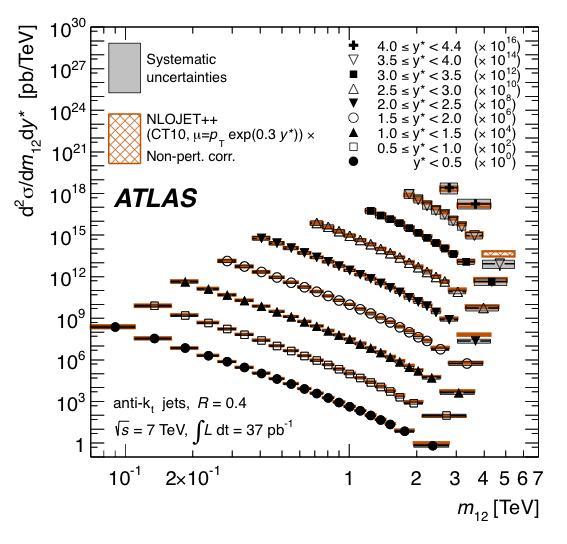 10^30
10^27
10^24
10^21
10^18
10^15
10^12
10^9
10^6
10^3
1
d²σ/dm₁₂dy* [pb/TeV]
Systematic
uncertainties
NLOJET++
(CT10, μ=p_T exp(0.3 y*)) ×
Non-pert. corr.
4.0 ≤ y* < 4.4 (× 10^16)
3.5 ≤ y* < 4.0 (× 10^14)
3.0 ≤ y* < 3.5 (× 10^12)
2.5 ≤ y* < 3.0 (× 10^10)
2.0 ≤ y* < 2.5 (× 10^8)
1.5 ≤ y* < 2.0 (× 10^6)
1.0 ≤ y* < 1.5 (× 10^4)
0.5 ≤ y* < 1.0 (× 10^2)
y* < 0.5 (× 10^0)
ATLAS
anti-k_t jets, R = 0.4
√s = 7 TeV, ∫L dt = 37 pb⁻¹
10⁻¹ 2×10⁻¹ 1 2 3 4 5 6 7
m₁₂ [TeV]